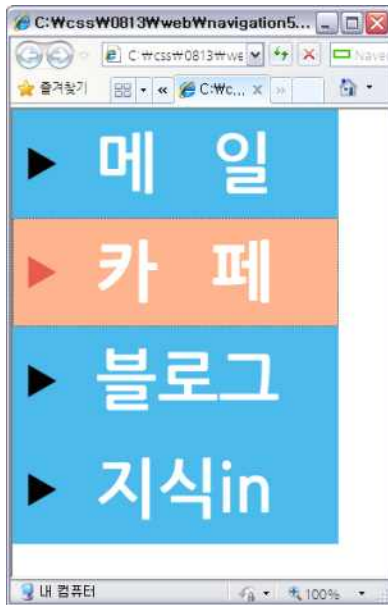 C:₩css₩0813₩web₩navigation5...
C:₩css₩0813₩we
Naver
즐겨찾기
C:₩c...
메 일
카 페
블로그
지식in
내 컴퓨터
100%